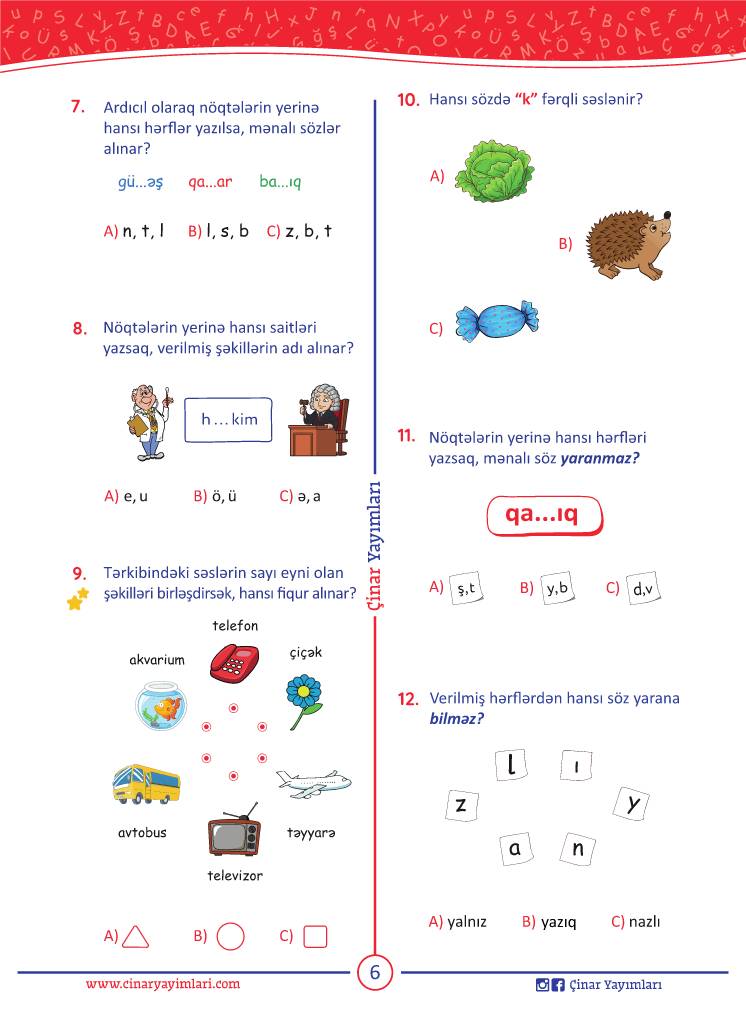 7. Ardıcıl olaraq nöqtələrin yerinə
hansı hərflər yazılsa, mənalı sözlər
alınar?
gü...əş qa...ar ba...ıq
A) n, t, l B) l, s, b C) z, b, t
8. Nöqtələrin yerinə hansı saitləri
yazsaq, verilmiş şəkillərin adı alınar?
h ... kim
A) e, u B) ö, ü C) ə, a
9. Tərkibindəki səslərin sayı eyni olan
şəkilləri birləşdirsək, hansı fiqur alınar?
telefon
akvarium
çiçək
avtobus
təyyarə
televizor
A) B) C)
Çinar Yayımları
10. Hansı sözdə “k” fərqli səslənir?
A)
B)
C)
11. Nöqtələrin yerinə hansı hərfləri
yazsaq, mənalı söz yaranmaz?
qa...ıq
A) ş,t B) y,b C) d,v
12. Verilmiş hərflərdən hansı söz yarana
bilməz?
l ı
z y
a n
A) yalnız B) yazıq C) nazlı
www.cinaryayimlari.com
6
Çinar Yayımları